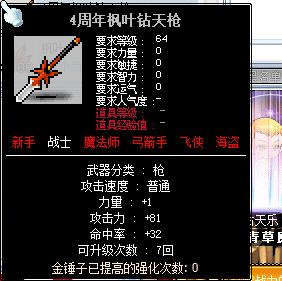 4周年枫叶钻天枪
要求等级: 64
要求力量: 0
要求敏捷: 0
要求智力: 0
要求运气: 0
要求人气度: -
道具等级: -
道具经验值: -
新手 战士 魔法师 弓箭手 飞侠 海盗
武器分类: 枪
攻击速度: 普通
力量: +1
攻击力: +81
命中率: +32
可升级次数: 7回
金锤子已提高的强化次数: 0
天乐
青草魔